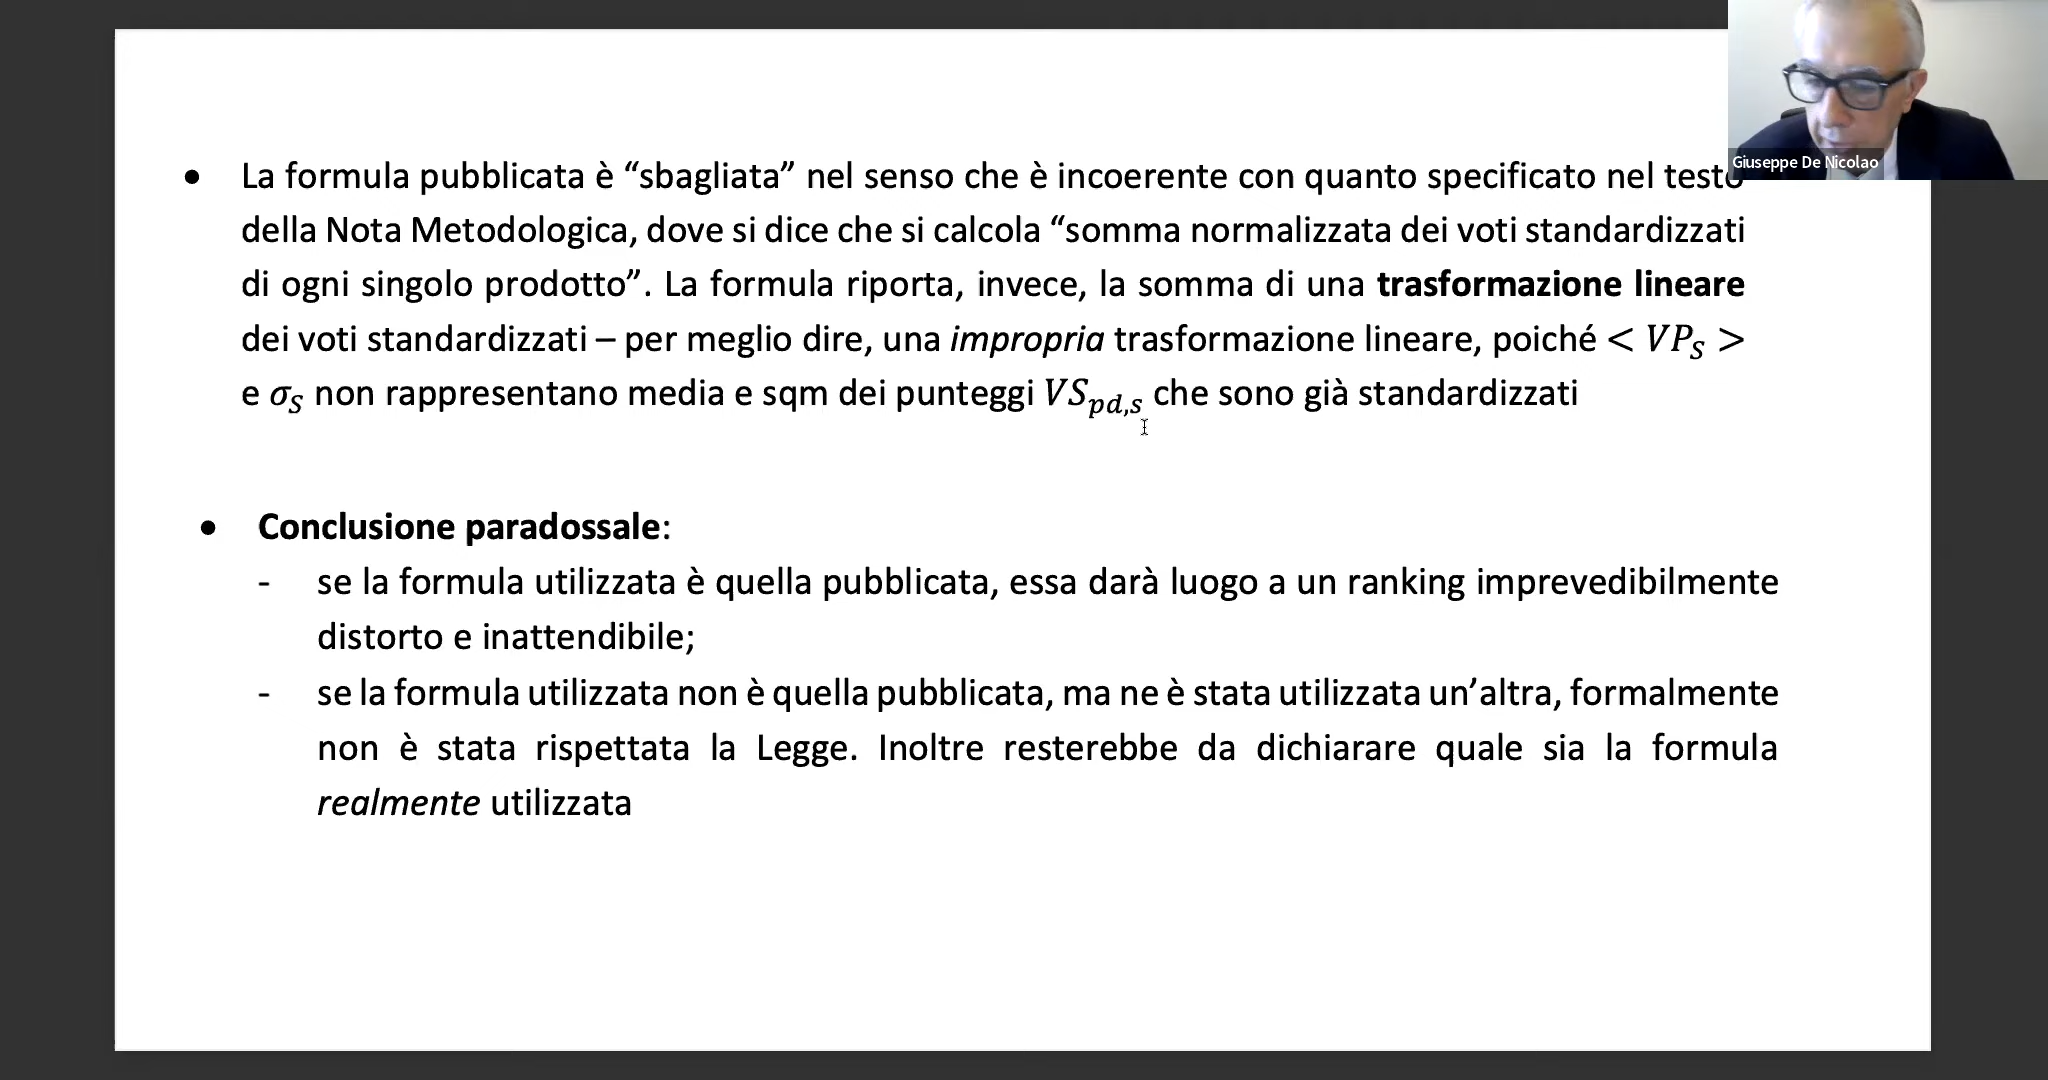 Giuseppe De Nicolao
• La formula pubblicata è “sbagliata” nel senso che è incoerente con quanto specificato nel testo
della Nota Metodologica, dove si dice che si calcola “somma normalizzata dei voti standardizzati
di ogni singolo prodotto”. La formula riporta, invece, la somma di una trasformazione lineare
dei voti standardizzati – per meglio dire, una impropria trasformazione lineare, poiché < VP_S >
e σ_S non rappresentano media e sqm dei punteggi VS_pd,s che sono già standardizzati
• Conclusione paradossale:
- se la formula utilizzata è quella pubblicata, essa darà luogo a un ranking imprevedibilmente
distorto e inattendibile;
- se la formula utilizzata non è quella pubblicata, ma ne è stata utilizzata un’altra, formalmente
non è stata rispettata la Legge. Inoltre resterebbe da dichiarare quale sia la formula
realmente utilizzata